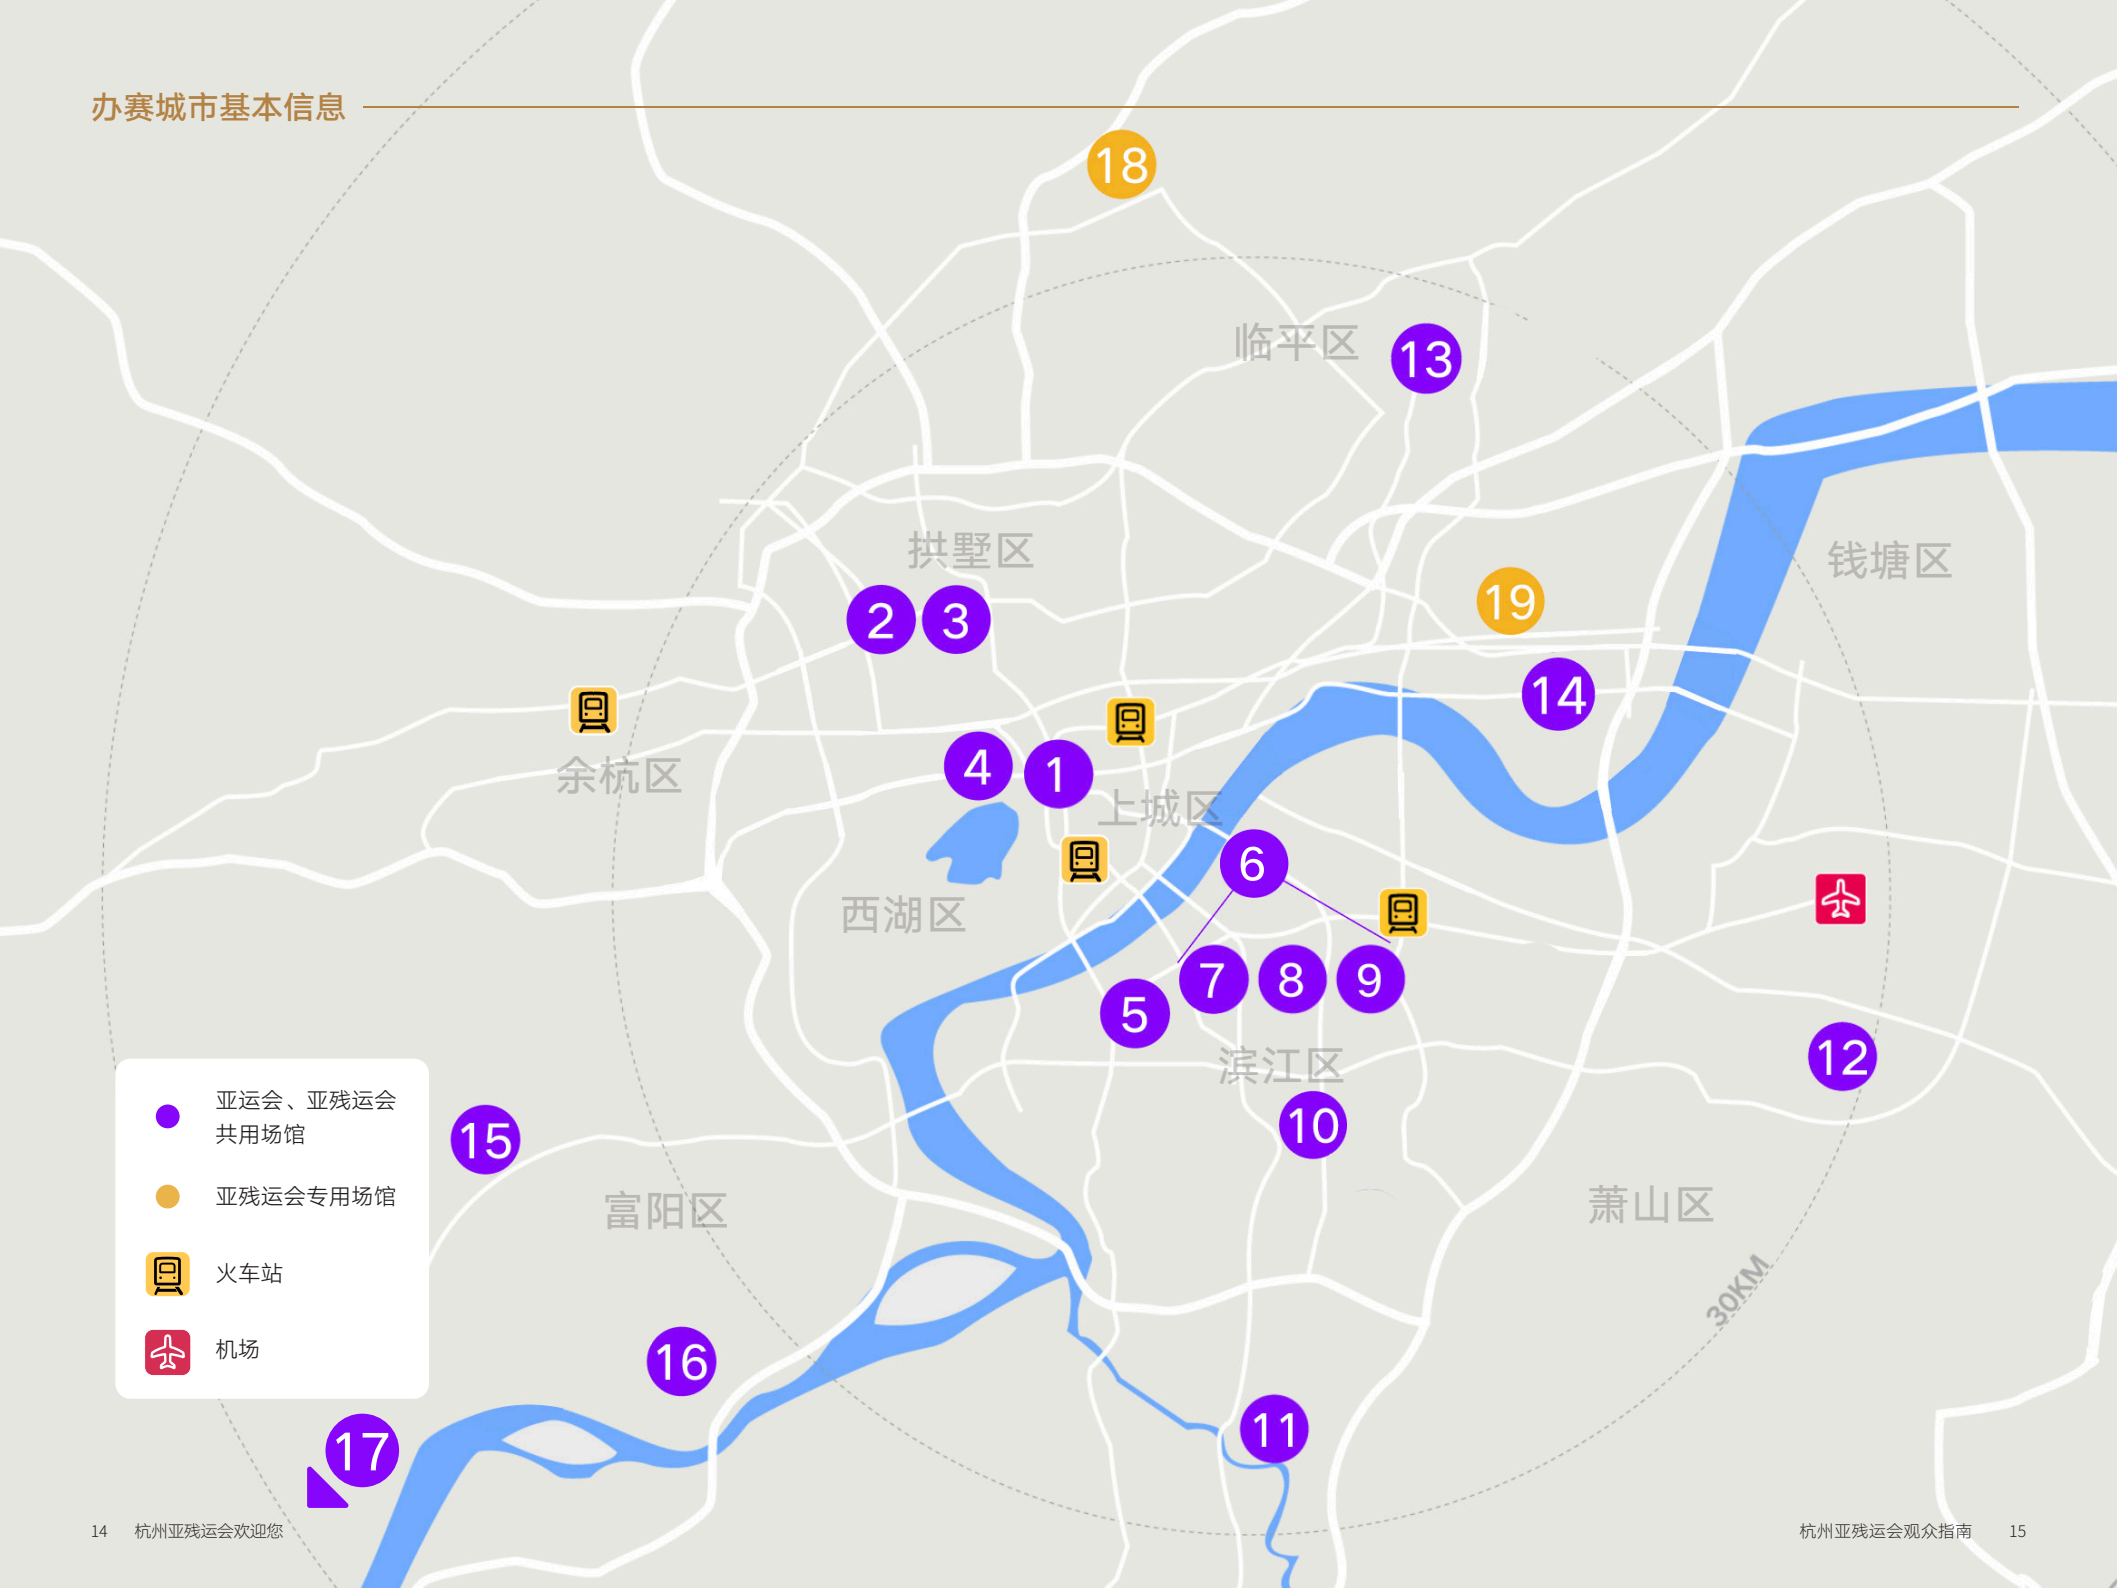 办赛城市基本信息
18
临平区
13
拱墅区
钱塘区
19
2
3
14
余杭区
4
1
上城区
6
西湖区
7
8
9
5
滨江区
12
10
亚运会、亚残运会
共用场馆
亚残运会专用场馆
火车站
机场
15
富阳区
萧山区
30KM
16
11
17
14 杭州亚残运会欢迎您
杭州亚残运会观众指南 15